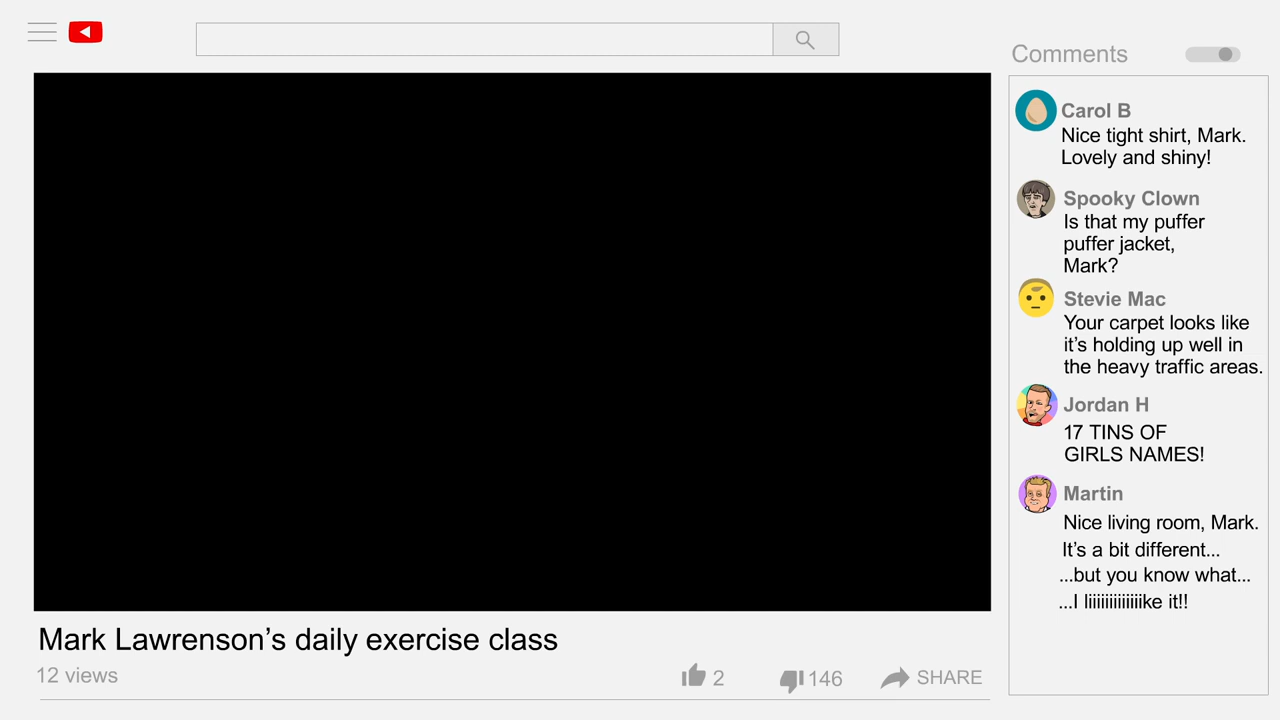 Comments
Carol B
Nice tight shirt, Mark.
Lovely and shiny!
Spooky Clown
Is that my puffer
puffer jacket,
Mark?
Stevie Mac
Your carpet looks like
it’s holding up well in
the heavy traffic areas.
Jordan H
17 TINS OF
GIRLS NAMES!
Martin
Nice living room, Mark.
It’s a bit different...
...but you know what...
...I liiiiiiiiiiiiike it!!
Mark Lawrenson’s daily exercise class
12 views
2
146
SHARE